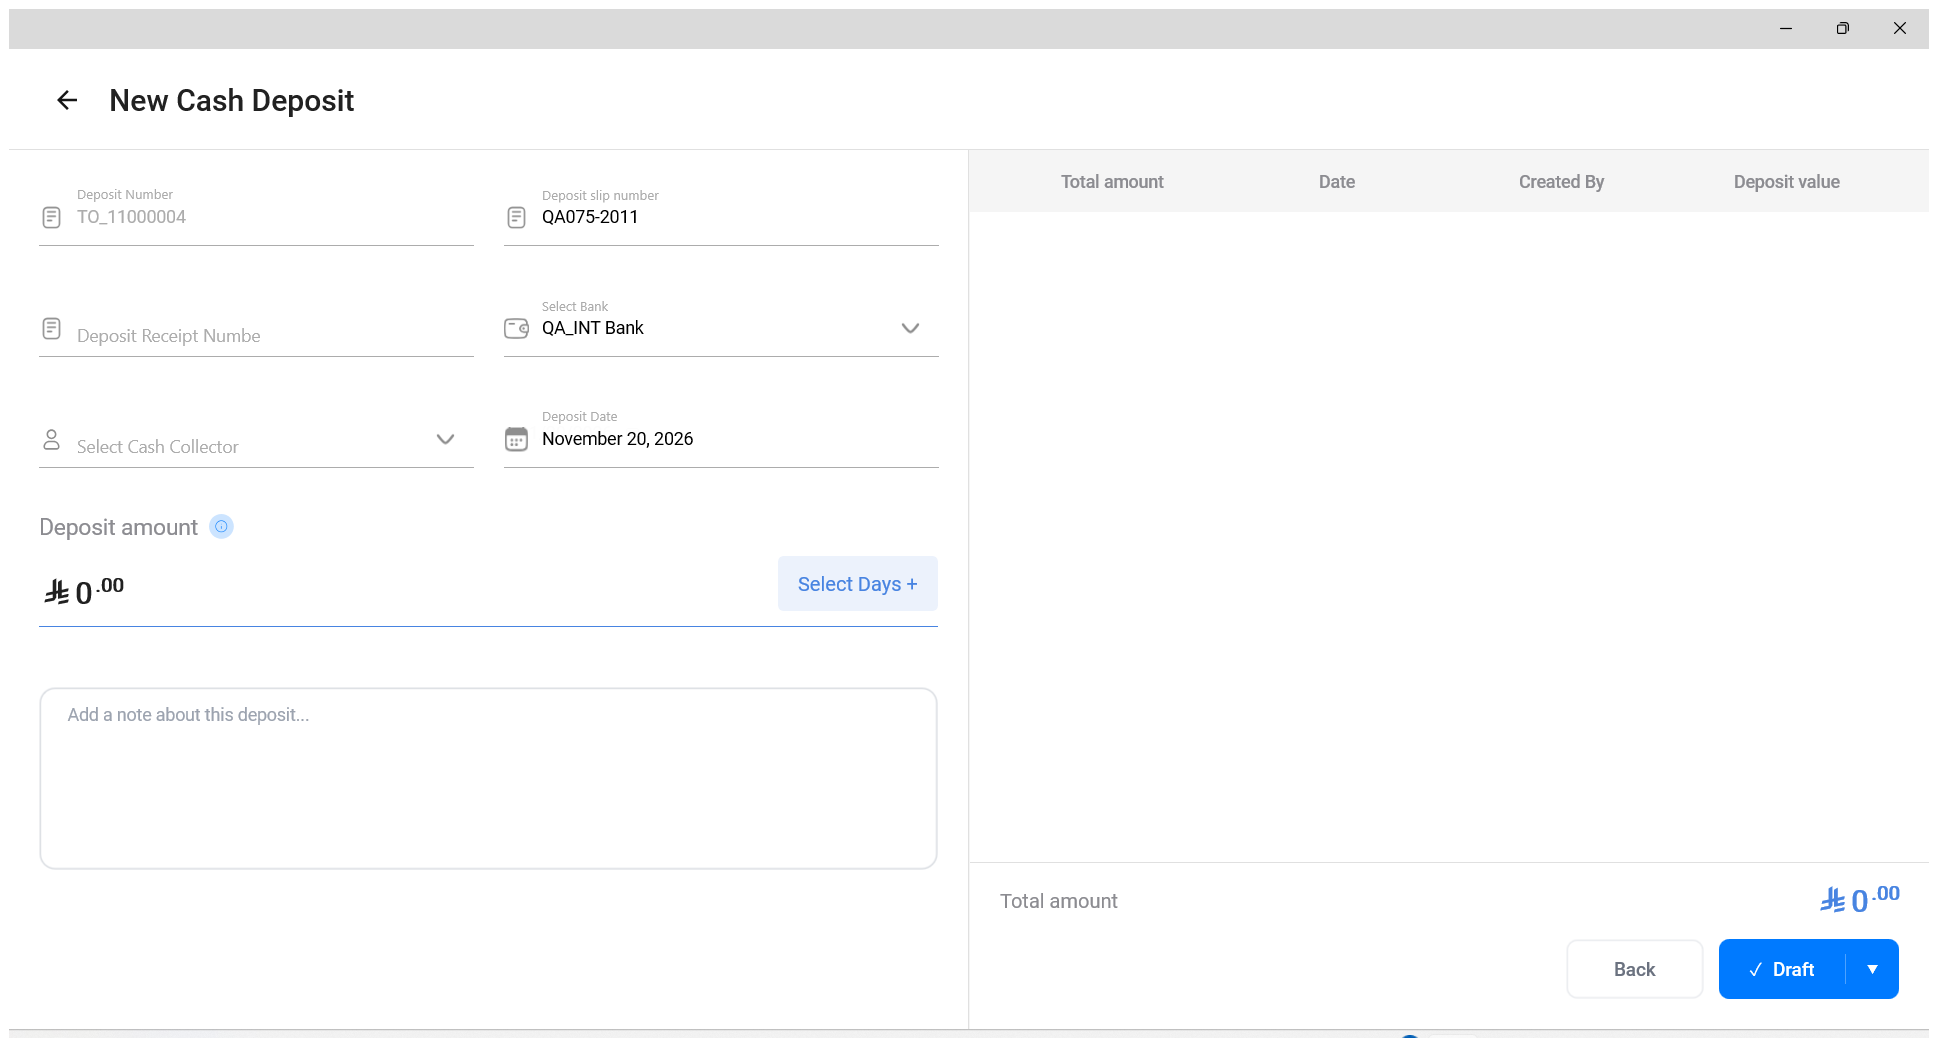 New Cash Deposit
Deposit Number
TO_11000004
Deposit slip number
QA075-2011
Deposit Receipt Numbe
Select Bank
QA_INT Bank
Select Cash Collector
Deposit Date
November 20, 2026
Deposit amount
⃁ 0.00
Select Days +
Add a note about this deposit...
Total amount Date Created By Deposit value
Total amount
⃁ 0.00
Back
✓ Draft ▼